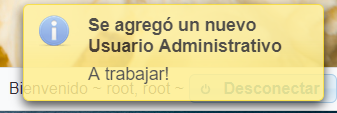 Se agregó un nuevo
Usuario Administrativo
A trabajar!
Bienvenido ~ root, root ~ Desconectar